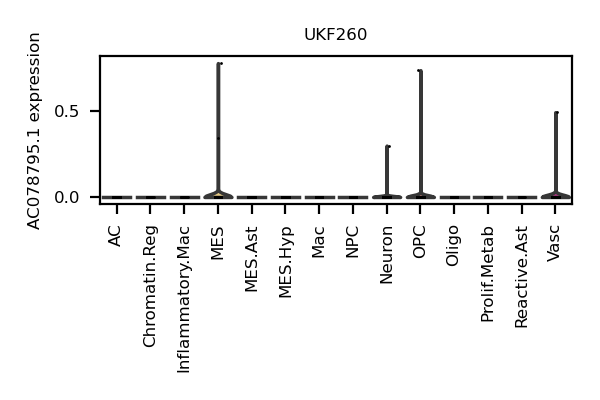 UKF260
AC078795.1 expression
0.5
0.0
AC
Chromatin.Reg
Inflammatory.Mac
MES
MES.Ast
MES.Hyp
Mac
NPC
Neuron
OPC
Oligo
Prolif.Metab
Reactive.Ast
Vasc